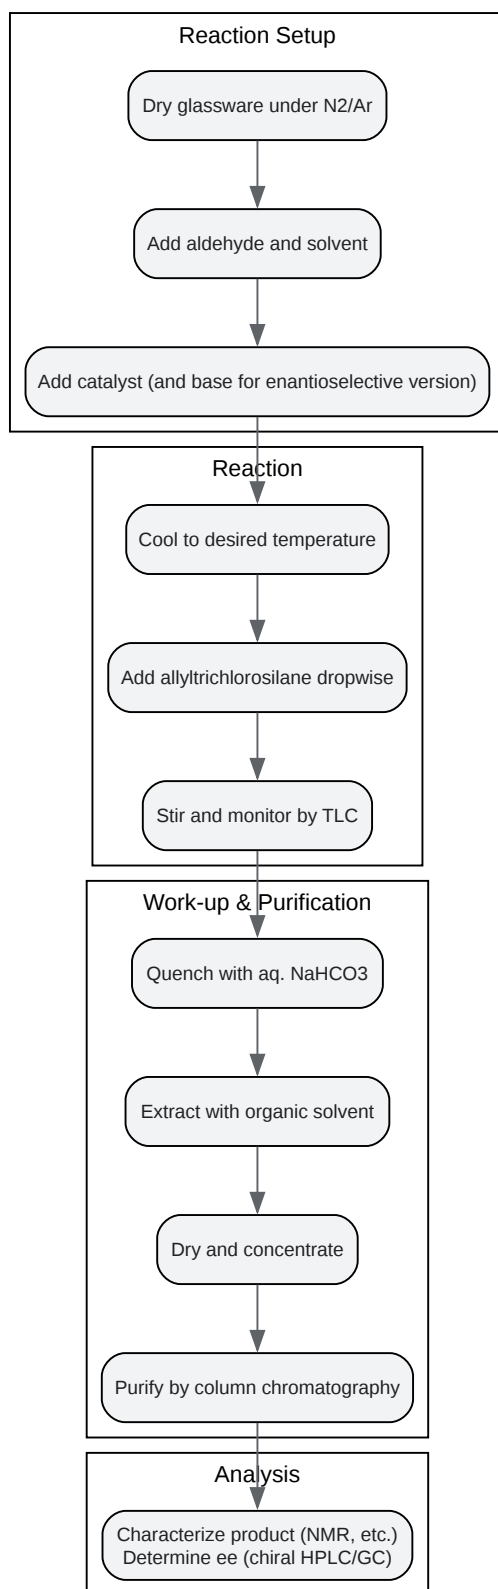 Reaction Setup
Dry glassware under N2/Ar
Add aldehyde and solvent
Add catalyst (and base for enantioselective version)
Reaction
Cool to desired temperature
Add allyltrichlorosilane dropwise
Stir and monitor by TLC
Work-up & Purification
Quench with aq. NaHCO3
Extract with organic solvent
Dry and concentrate
Purify by column chromatography
Analysis
Characterize product (NMR, etc.)
Determine ee (chiral HPLC/GC)